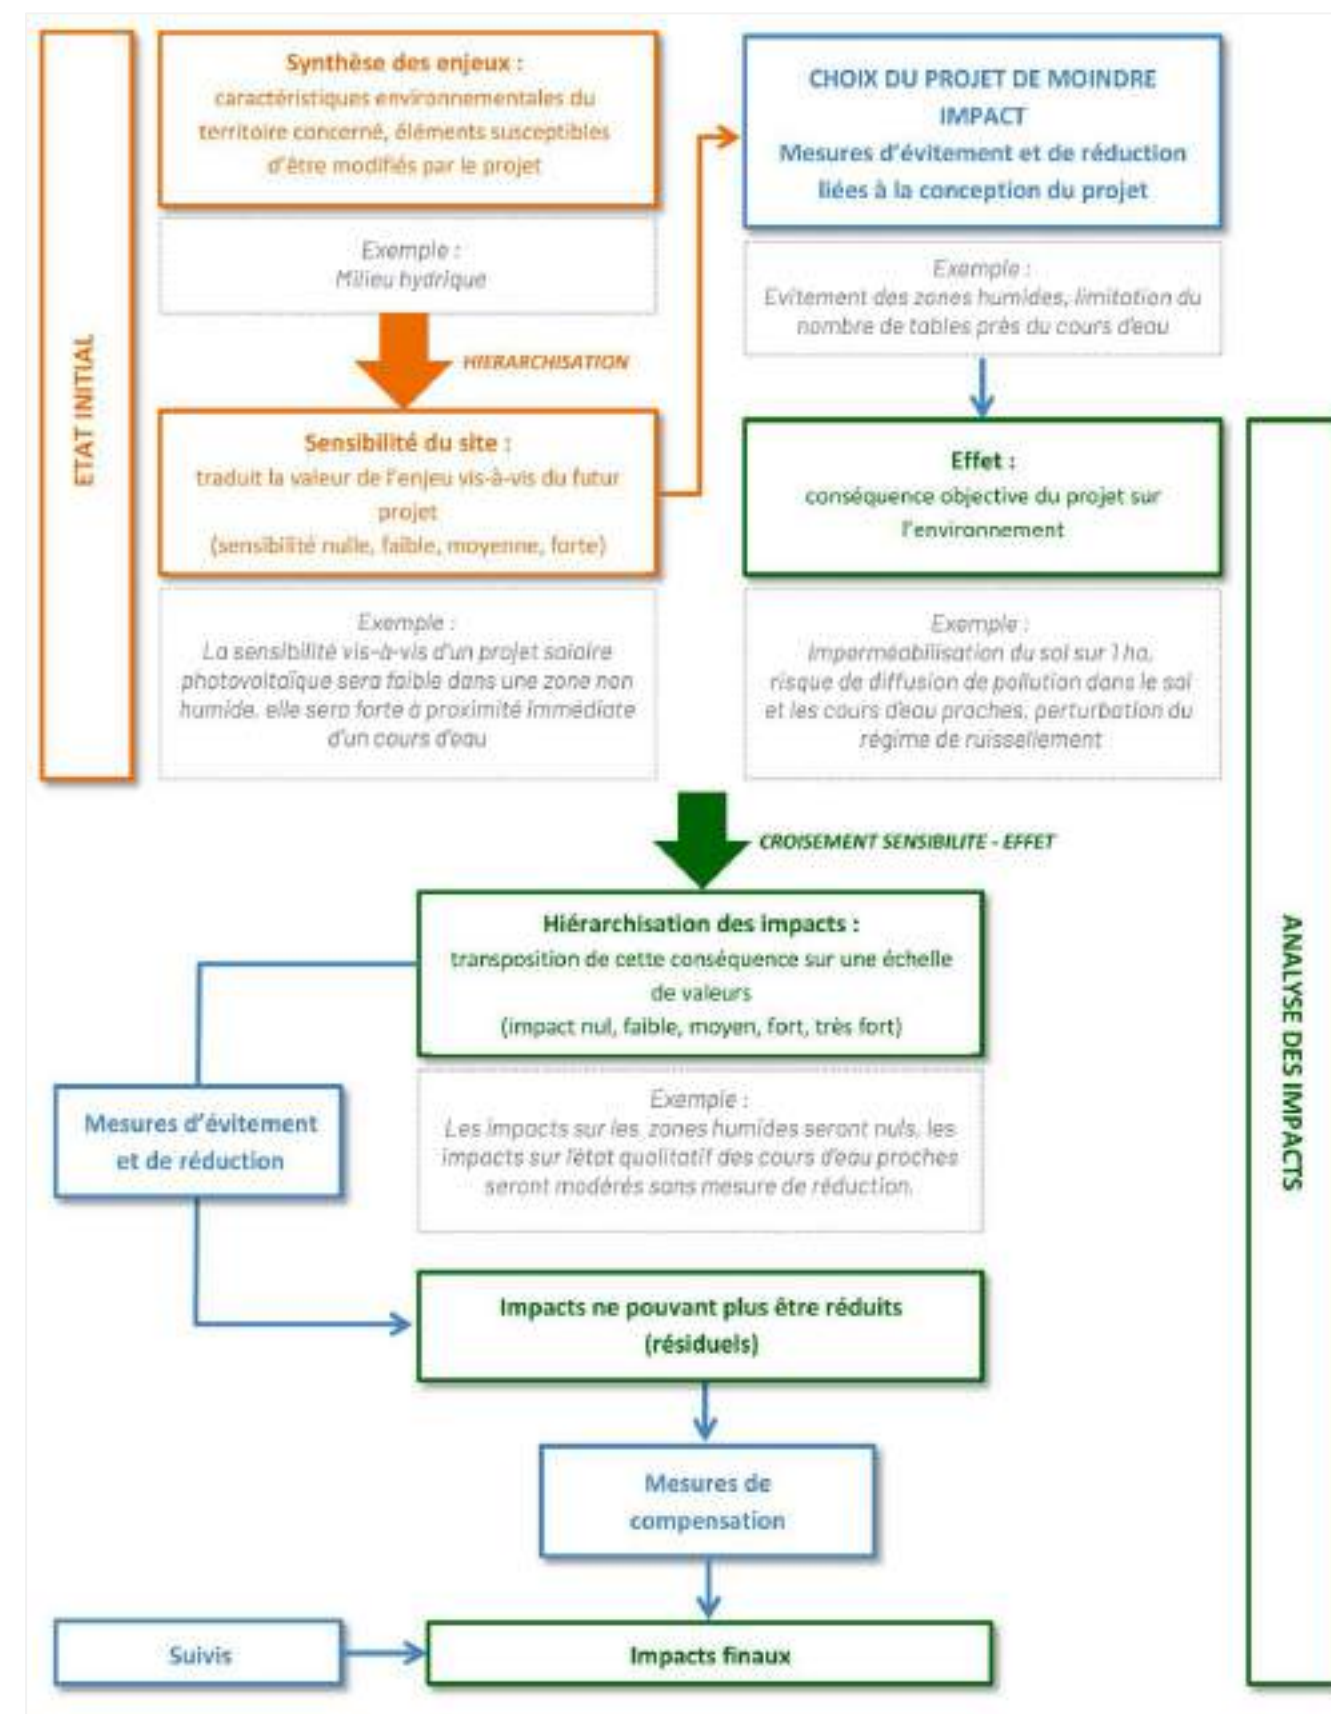 ETAT INITIAL
Synthèse des enjeux :
caractéristiques environnementales du
territoire concerné, éléments susceptibles
d'être modifiés par le projet
Exemple :
Milieu hydrique
HIERARCHISATION
Sensibilité du site :
traduit la valeur de l'enjeu vis-à-vis du futur
projet
(sensibilité nulle, faible, moyenne, forte)
Exemple :
La sensibilité vis-à-vis d'un projet solaire
photovoltaïque sera faible dans une zone non
humide, elle sera forte à proximité immédiate
d'un cours d'eau
CHOIX DU PROJET DE MOINDRE
IMPACT
Mesures d'évitement et de réduction
liées à la conception du projet
Exemple :
Evitement des zones humides, limitation du
nombre de tables près du cours d'eau
Effet :
conséquence objective du projet sur
l'environnement
Exemple :
Imperméabilisation du sol sur 1 ha,
risque de diffusion de pollution dans le sol
et les cours d'eau proches, perturbation du
régime de ruissellement
ANALYSE DES IMPACTS
CROISEMENT SENSIBILITE - EFFET
Hiérarchisation des impacts :
transposition de cette conséquence sur une échelle
de valeurs
(impact nul, faible, moyen, fort, très fort)
Exemple :
Les impacts sur les zones humides seront nuls, les
impacts sur l'état qualitatif des cours d'eau proches
seront modérés sans mesure de réduction.
Mesures d'évitement
et de réduction
Impacts ne pouvant plus être réduits
(résiduels)
Mesures de
compensation
Suivis
Impacts finaux